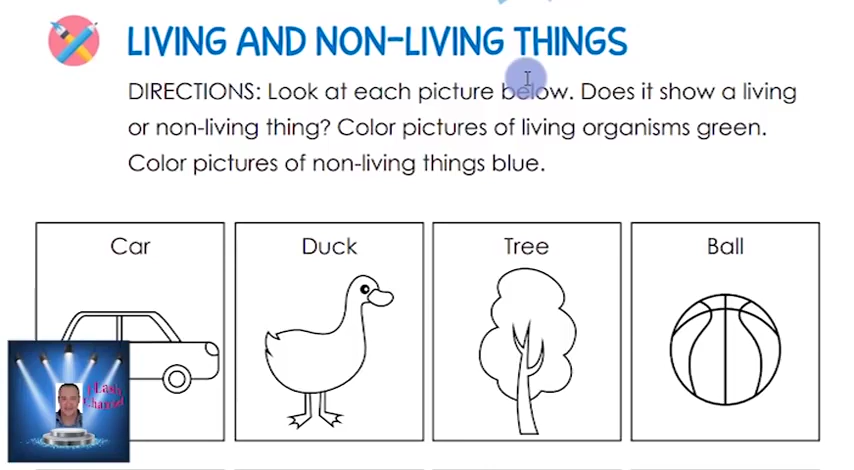 LIVING AND NON-LIVING THINGS
DIRECTIONS: Look at each picture below. Does it show a living
or non-living thing? Color pictures of living organisms green.
Color pictures of non-living things blue.
Car
Duck
Tree
Ball